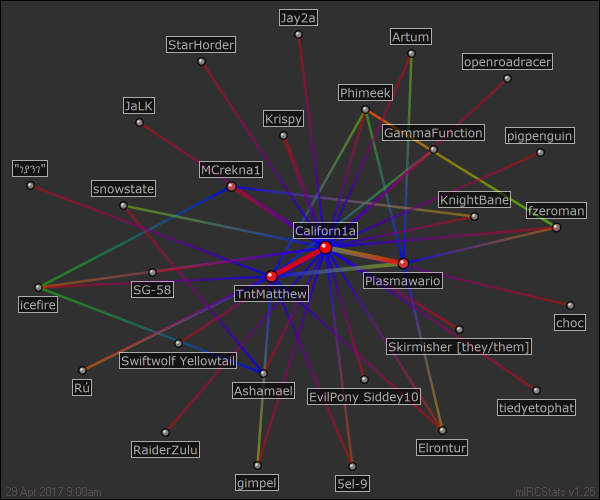 Jay2a
StarHorder
Artum
openroadracer
Phimeek
JaLK
Krispy
GammaFunction
pigpenguin
MCrekna1
snowstate
KnightBane
fzeroman
Californ1a
Plasmawario
SG-58
TntMatthew
icefire
choc
Skirmisher [they/them]
Swiftwolf Yellowtail
Rú
Ashamael
EvilPony Siddey10
tiedyetophat
RaiderZulu
Elrontur
gimpel
5el-9
29 Apr 2017 9:00am
mIRCStats v1.25